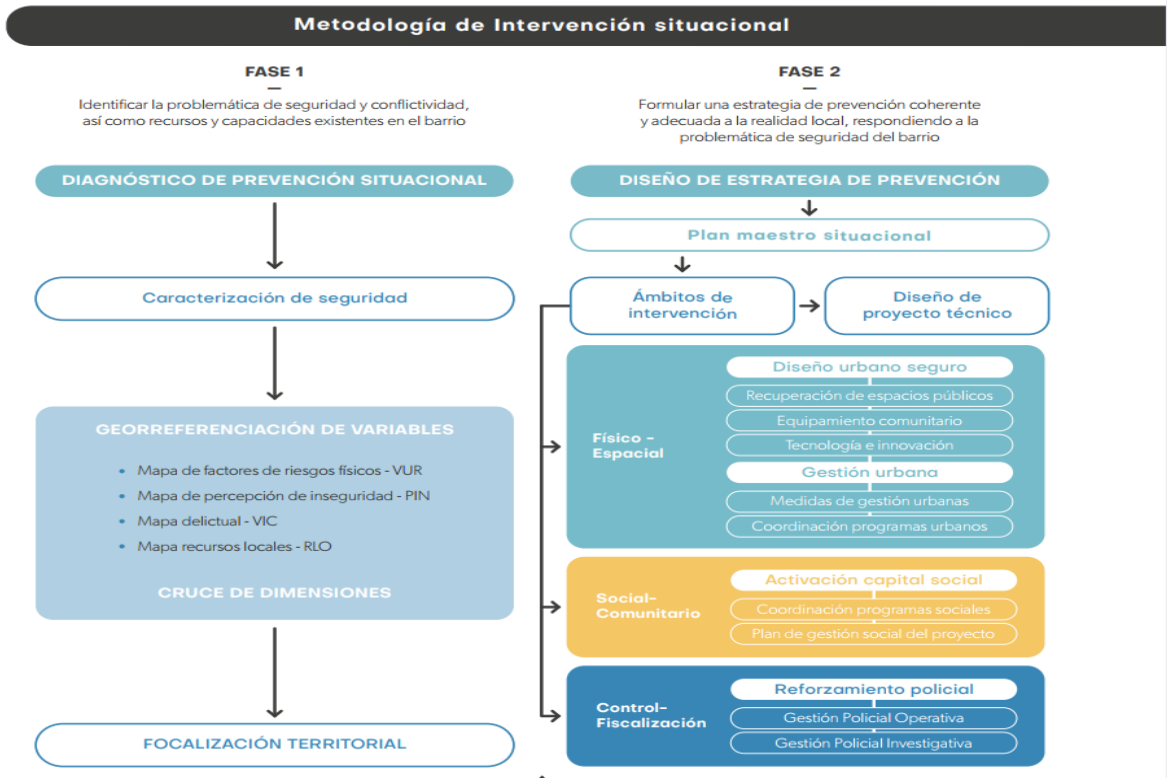 Metodología de Intervención situacional
FASE 1
Identificar la problemática de seguridad y conflictividad,
así como recursos y capacidades existentes en el barrio
DIAGNÓSTICO DE PREVENCIÓN SITUACIONAL
Caracterización de seguridad
GEORREFERENCIACIÓN DE VARIABLES
• Mapa de factores de riesgos físicos - VUR
• Mapa de percepción de inseguridad - PIN
• Mapa delictual - VIC
• Mapa recursos locales - RLO
CRUCE DE DIMENSIONES
FOCALIZACIÓN TERRITORIAL
FASE 2
Formular una estrategia de prevención coherente
y adecuada a la realidad local, respondiendo a la
problemática de seguridad del barrio
DISEÑO DE ESTRATEGIA DE PREVENCIÓN
Plan maestro situacional
Ámbitos de
intervención
Diseño de
proyecto técnico
Físico -
Espacial
Diseño urbano seguro
Recuperación de espacios públicos
Equipamiento comunitario
Tecnología e innovación
Gestión urbana
Medidas de gestión urbanas
Coordinación programas urbanos
Social-
Comunitario
Activación capital social
Coordinación programas sociales
Plan de gestión social del proyecto
Control-
Fiscalización
Reforzamiento policial
Gestión Policial Operativa
Gestión Policial Investigativa